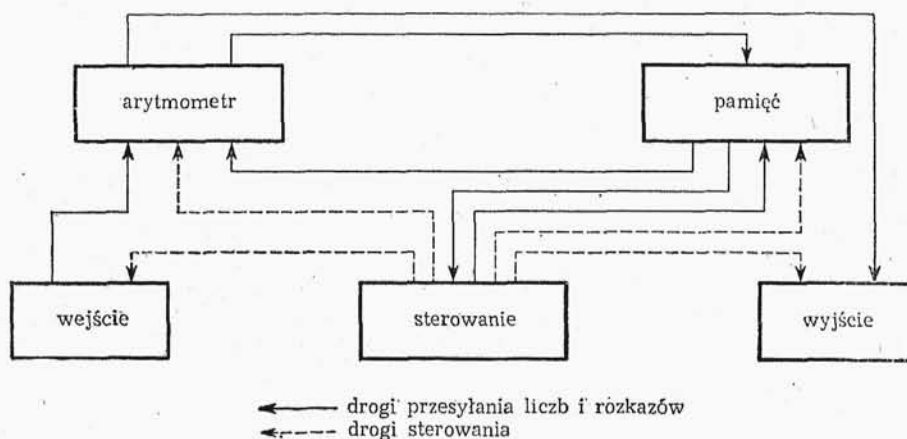 arytmometr
pamięć
wejście
sterowanie
wyjście
drogi przesyłania liczb i rozkazów
drogi sterowania